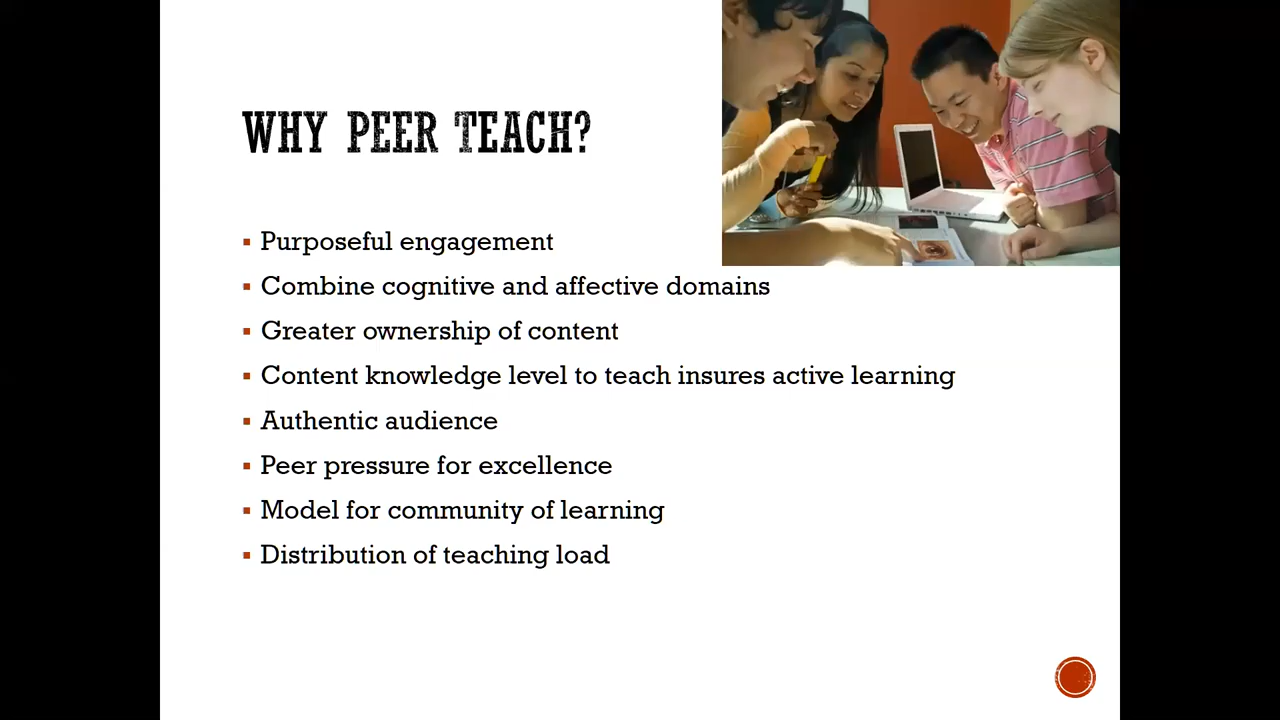 WHY PEER TEACH?
Purposeful engagement
Combine cognitive and affective domains
Greater ownership of content
Content knowledge level to teach insures active learning
Authentic audience
Peer pressure for excellence
Model for community of learning
Distribution of teaching load